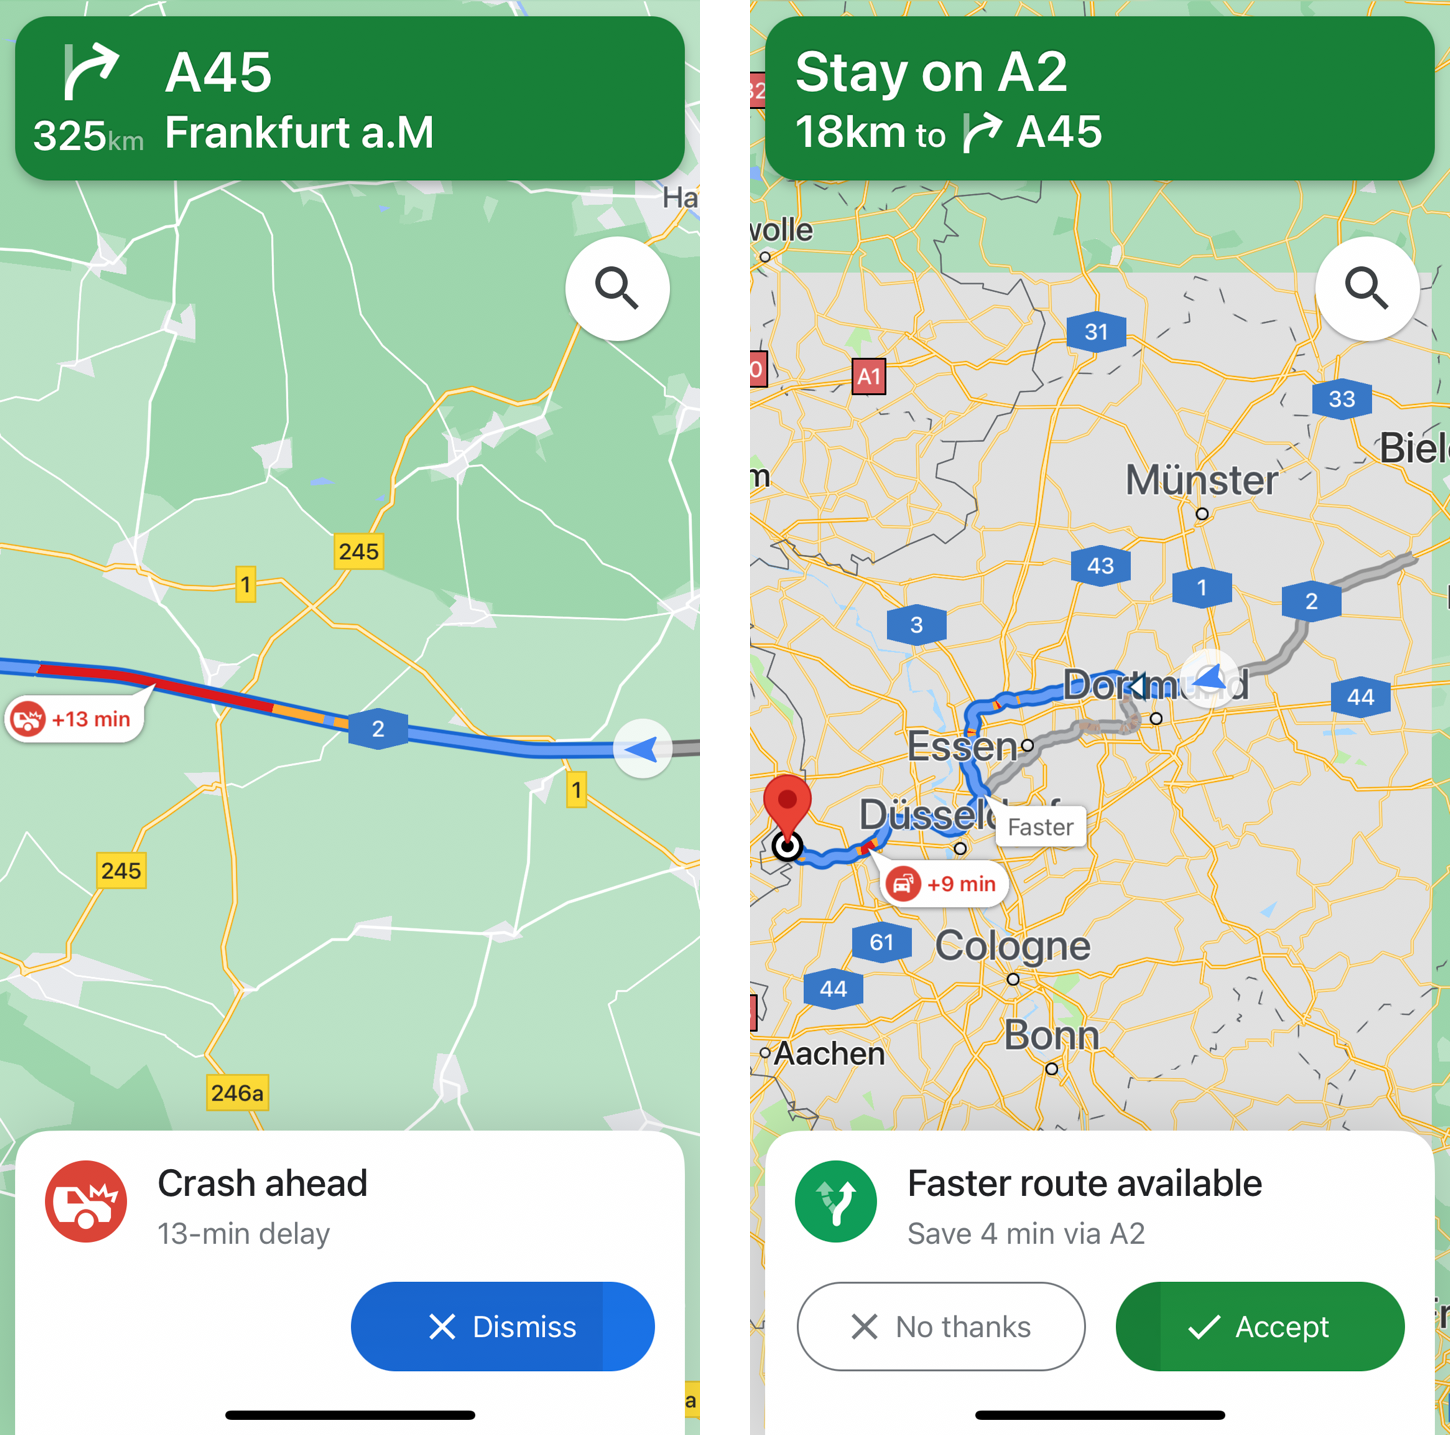 A45
325km
Frankfurt a.M
Ha
245
1
+13 min
2
1
245
246a
Crash ahead
13-min delay
Dismiss
a
Stay on A2
18km to A45
wolle
31
A1
33
Biel
Münster
m
43
1
2
3
Dortmund
44
Essen
Düsseldorf
Faster
+9 min
61
Cologne
44
Bonn
Aachen
Faster route available
Save 4 min via A2
No thanks
Accept